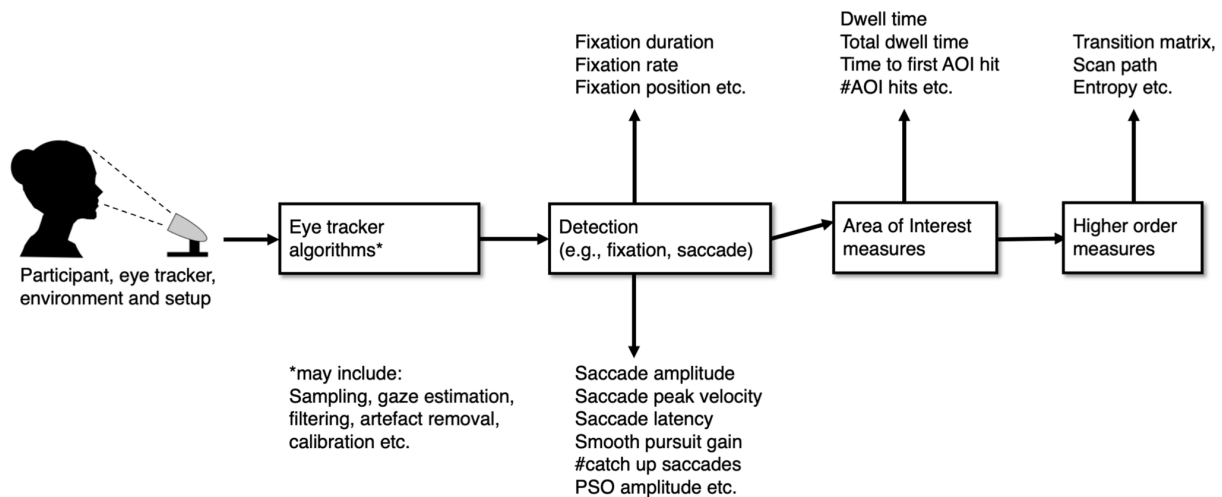 Participant, eye tracker,
environment and setup
Eye tracker
algorithms*
*may include:
Sampling, gaze estimation,
filtering, artefact removal,
calibration etc.
Fixation duration
Fixation rate
Fixation position etc.
Detection
(e.g., fixation, saccade)
Saccade amplitude
Saccade peak velocity
Saccade latency
Smooth pursuit gain
#catch up saccades
PSO amplitude etc.
Dwell time
Total dwell time
Time to first AOI hit
#AOI hits etc.
Area of Interest
measures
Transition matrix,
Scan path
Entropy etc.
Higher order
measures